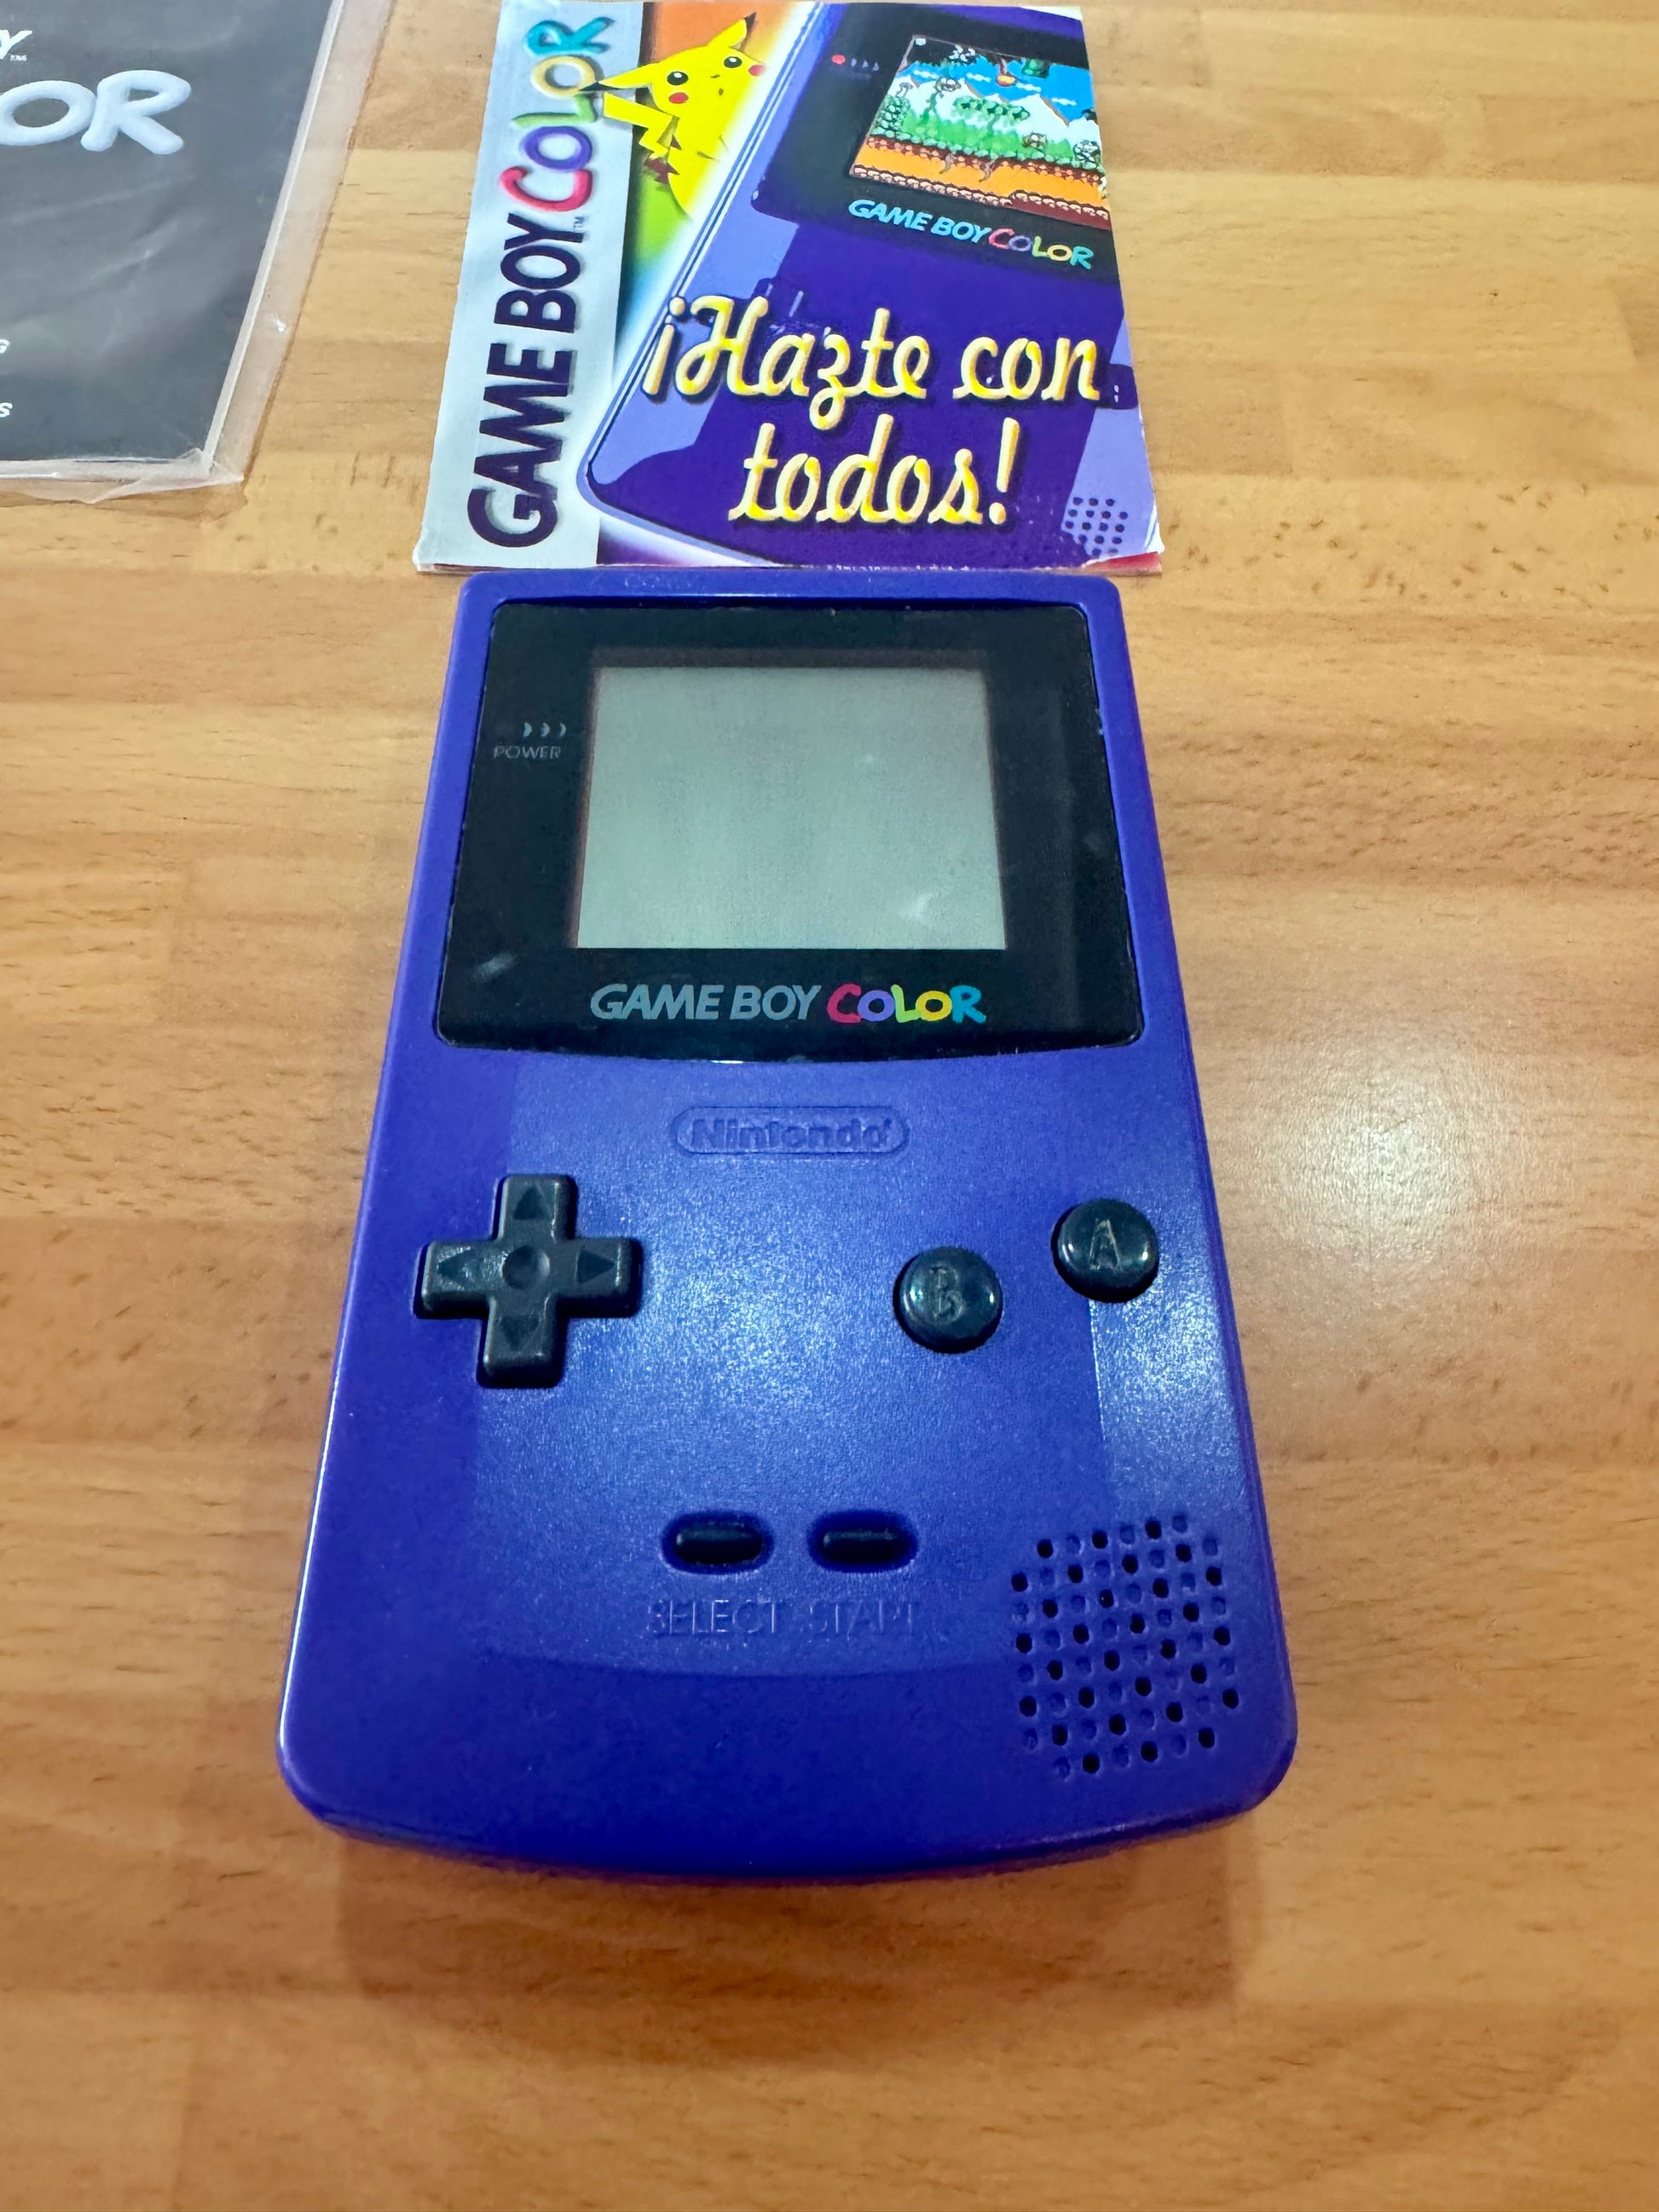 OR
GAME BOY COLOR
GAME BOY COLOR
¡Hazte con
todos!
POWER
GAME BOY COLOR
Nintendo
B A
SELECT START